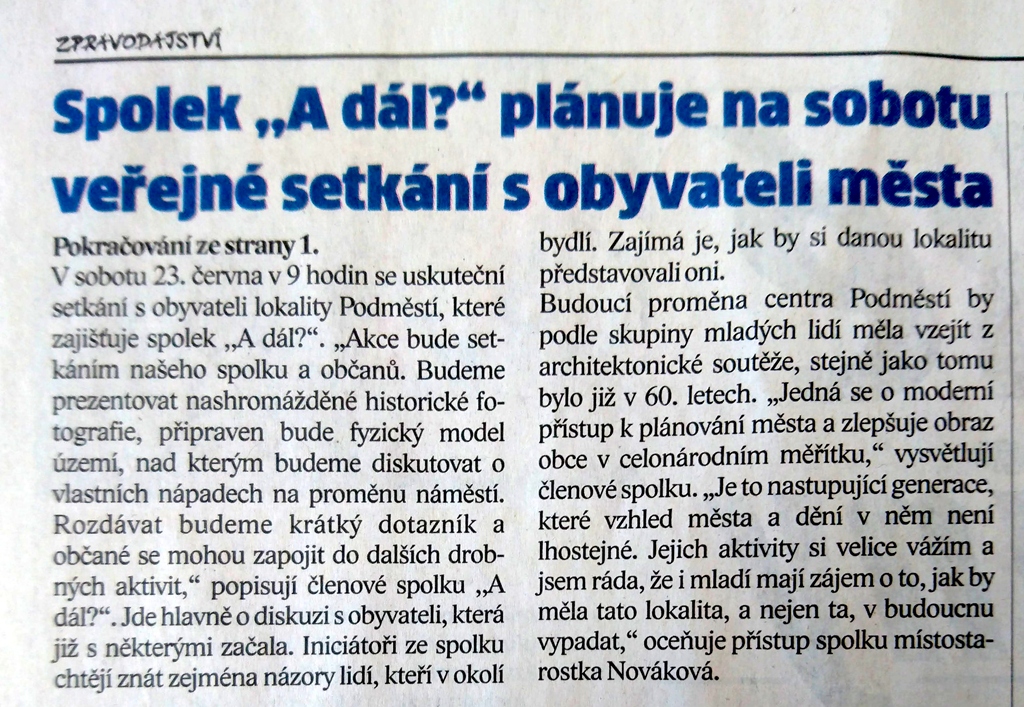 ZPRAVODAJSTVÍ
Spolek „A dál?“ plánuje na sobotu
veřejné setkání s obyvateli města
Pokračování ze strany 1.
V sobotu 23. června v 9 hodin se uskuteční
setkání s obyvateli lokality Podměstí, které
zajišťuje spolek „A dál?“. „Akce bude set-
káním našeho spolku a občanů. Budeme
prezentovat nashromážděné historické fo-
tografie, připraven bude fyzický model
území, nad kterým budeme diskutovat o
vlastních nápadech na proměnu náměstí.
Rozdávat budeme krátký dotazník a
občané se mohou zapojit do dalších drob-
ných aktivit,“ popisují členové spolku „A
dál?“. Jde hlavně o diskuzi s obyvateli, která
již s některými začala. Iniciátoři ze spolku
chtějí znát zejména názory lidí, kteří v okolí
bydlí. Zajímá je, jak by si danou lokalitu
představovali oni.
Budoucí proměna centra Podměstí by
podle skupiny mladých lidí měla vzejít z
architektonické soutěže, stejně jako tomu
bylo již v 60. letech. „Jedná se o moderní
přístup k plánování města a zlepšuje obraz
obce v celonárodním měřítku,“ vysvětlují
členové spolku. „Je to nastupující generace,
které vzhled města a dění v něm není
lhostejné. Jejich aktivity si velice vážím a
jsem ráda, že i mladí mají zájem o to, jak by
měla tato lokalita, a nejen ta, v budoucnu
vypadat,“ oceňuje přístup spolku místosta-
rostka Nováková.